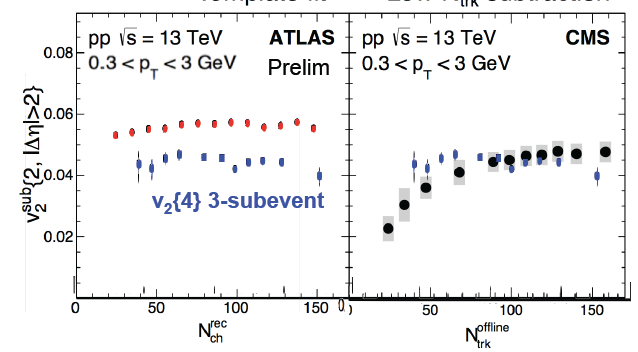 pp √s = 13 TeV ATLAS
0.3 < p_T < 3 GeV Prelim
v₂{4} 3-subevent
pp √s = 13 TeV CMS
0.3 < p_T < 3 GeV
v₂^sub{2, |Δη|>2}
0.08
0.06
0.04
0.02
0 50 100 150
N_ch^rec
50 100 150
N_trk^offline